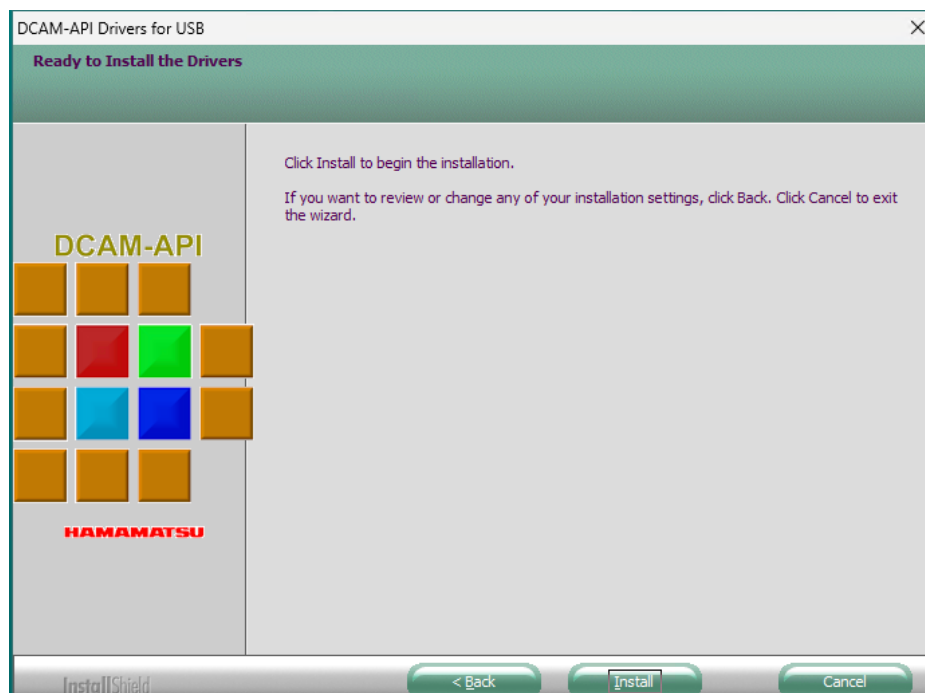 DCAM-API Drivers for USB
Ready to Install the Drivers
Click Install to begin the installation.
If you want to review or change any of your installation settings, click Back. Click Cancel to exit
the wizard.
DCAM-API
HAMAMATSU
InstallShield
< Back
Install
Cancel